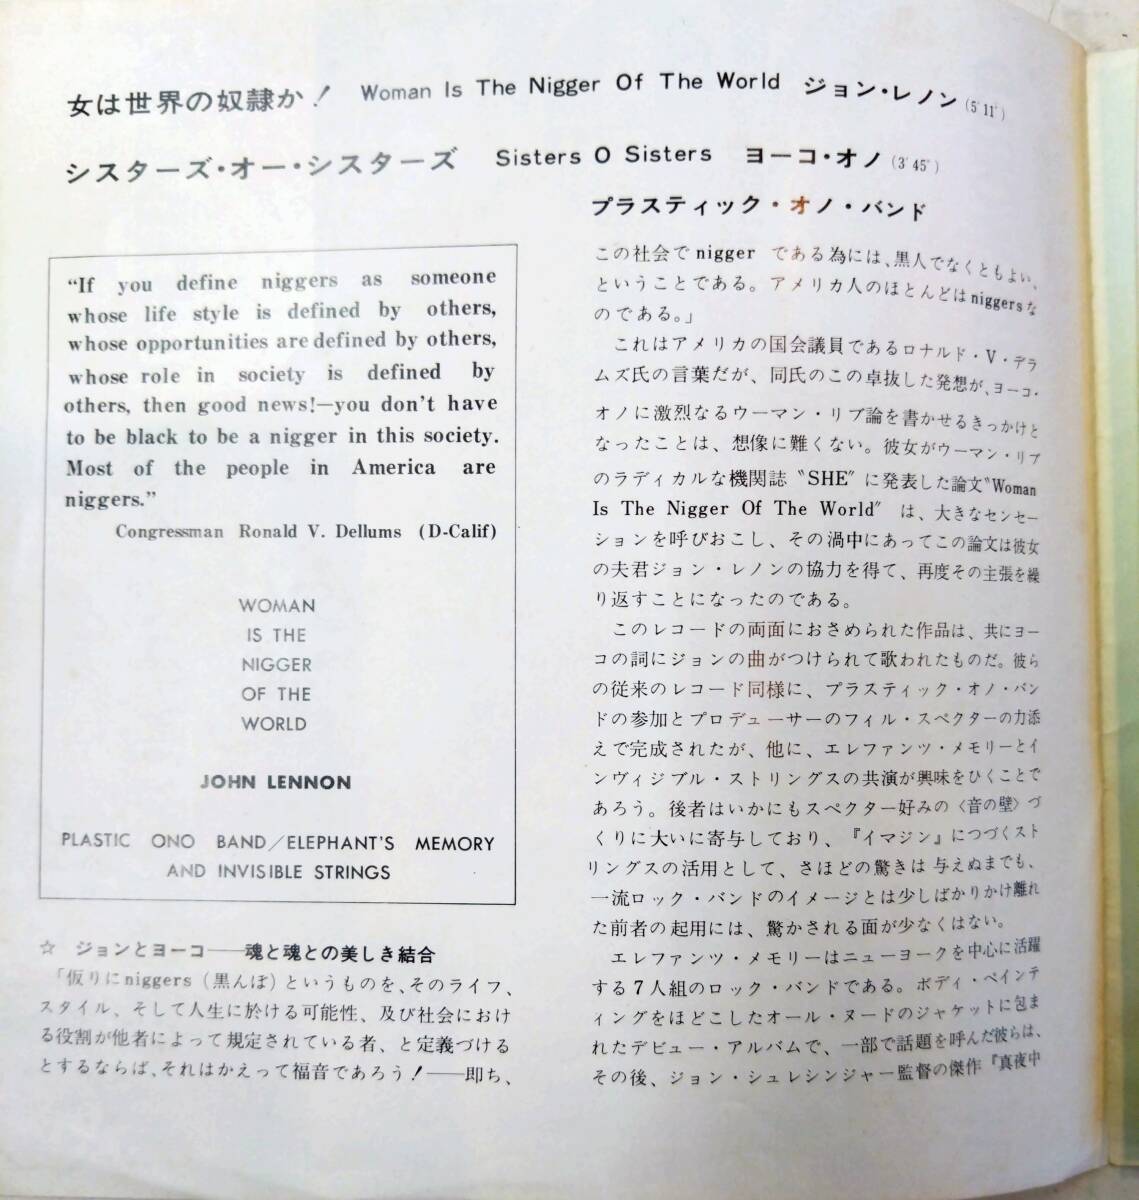 女は世界の奴隷か! Woman Is The Nigger Of The World ジョン・レノン (5'11")
シスターズ・オー・シスターズ Sisters O Sisters ヨーコ・オノ (3'45")
プラスティック・オノ・バンド
“If you define niggers as someone
whose life style is defined by others,
whose opportunities are defined by others,
whose role in society is defined by
others, then good news!—you don't have
to be black to be a nigger in this society.
Most of the people in America are
niggers.”
Congressman Ronald V. Dellums (D-Calif)
WOMAN
IS THE
NIGGER
OF THE
WORLD
JOHN LENNON
PLASTIC ONO BAND/ELEPHANT'S MEMORY
AND INVISIBLE STRINGS
☆ ジョンとヨーコ——魂と魂との美しき結合
「仮りにniggers(黒んぼ)というものを、そのライフ、
スタイル、そして人生に於ける可能性、及び社会におけ
る役割が他者によって規定されている者、と定義づける
とするならば、それはかえって福音であろう!——即ち、
この社会で nigger である為には、黒人でなくともよい、
ということである。アメリカ人のほとんどはniggersな
のである。」
これはアメリカの国会議員であるロナルド・V・デラ
ムズ氏の言葉だが、同氏のこの卓抜した発想が、ヨーコ・
オノに激烈なるウーマン・リブ論を書かせるきっかけと
なったことは、想像に難くない。彼女がウーマン・リブ
のラディカルな機関誌〝SHE″に発表した論文〝Woman
Is The Nigger Of The World″ は、大きなセンセー
ションを呼びおこし、その渦中にあってこの論文は彼女
の夫君ジョン・レノンの協力を得て、再度その主張を繰
り返すことになったのである。
このレコードの両面におさめられた作品は、共にヨー
コの詞にジョンの曲がつけられて歌われたものだ。彼ら
の従来のレコード同様に、プラスティック・オノ・バン
ドの参加とプロデューサーのフィル・スペクターの力添
えで完成されたが、他に、エレファンツ・メモリーとイ
ンヴィジブル・ストリングスの共演が興味をひくことで
あろう。後者はいかにもスペクター好みの〈音の壁〉づ
くりに大いに寄与しており、『イマジン』につづくスト
リングスの活用として、さほどの驚きは与えぬまでも、
一流ロック・バンドのイメージとは少しばかりかけ離れ
た前者の起用には、驚かされる面が少なくはない。
エレファンツ・メモリーはニューヨークを中心に活躍
する7人組のロック・バンドである。ボディ・ペインテ
ィングをほどこしたオール・ヌードのジャケットに包ま
れたデビュー・アルバムで、一部で話題を呼んだ彼らは、
その後、ジョン・シュレシンジャー監督の傑作『真夜中